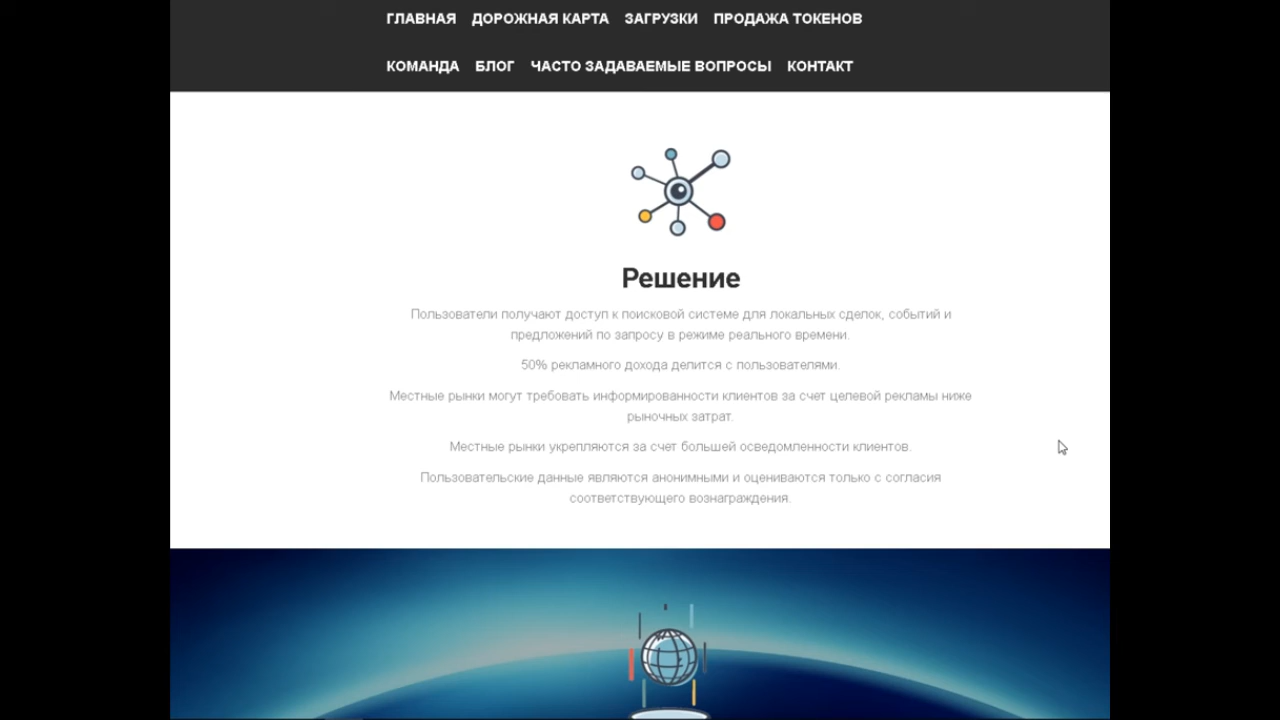 ГЛАВНАЯ ДОРОЖНАЯ КАРТА ЗАГРУЗКИ ПРОДАЖА ТОКЕНОВ
КОМАНДА БЛОГ ЧАСТО ЗАДАВАЕМЫЕ ВОПРОСЫ КОНТАКТ
Решение
Пользователи получают доступ к поисковой системе для локальных сделок, событий и
предложений по запросу в режиме реального времени.
50% рекламного дохода делится с пользователями.
Местные рынки могут требовать информированности клиентов за счет целевой рекламы ниже
рыночных затрат.
Местные рынки укрепляются за счет большей осведомленности клиентов.
Пользовательские данные являются анонимными и оцениваются только с согласия
соответствующего вознаграждения.